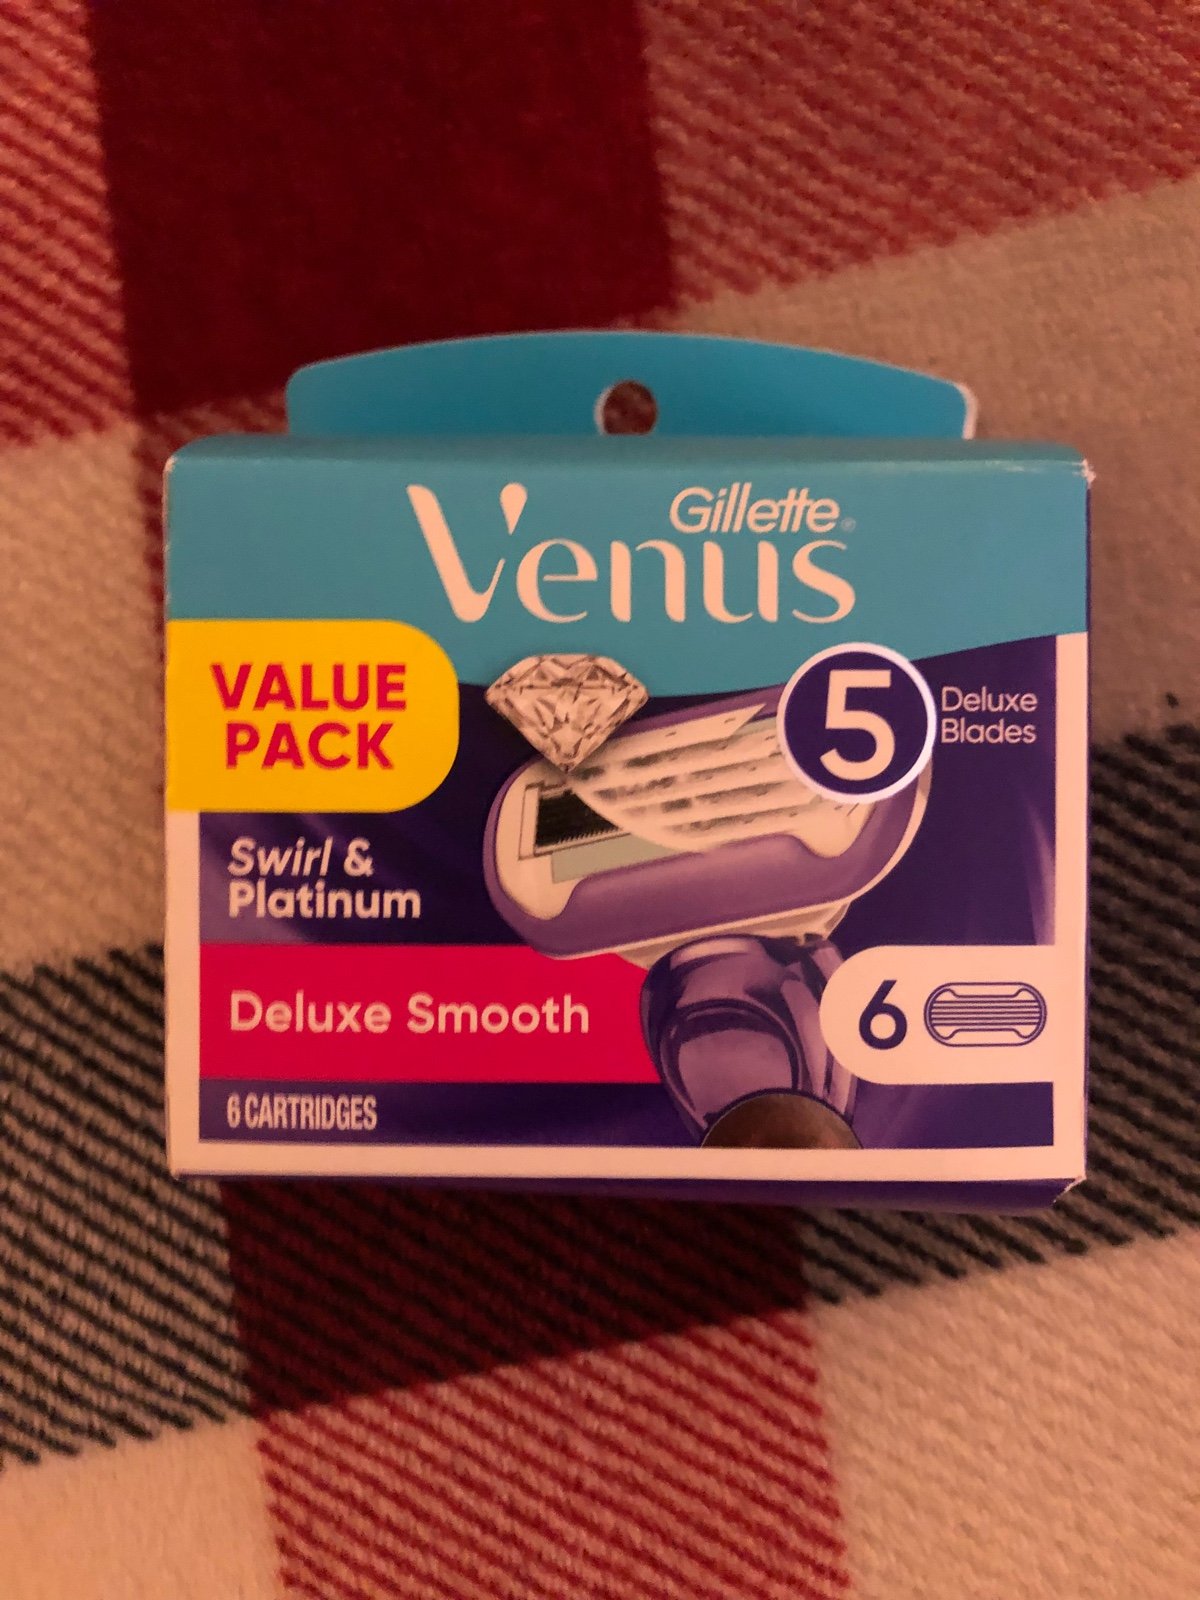 Gillette®
Venus
VALUE
PACK
5
Deluxe
Blades
Swirl &
Platinum
Deluxe Smooth
6
6 CARTRIDGES